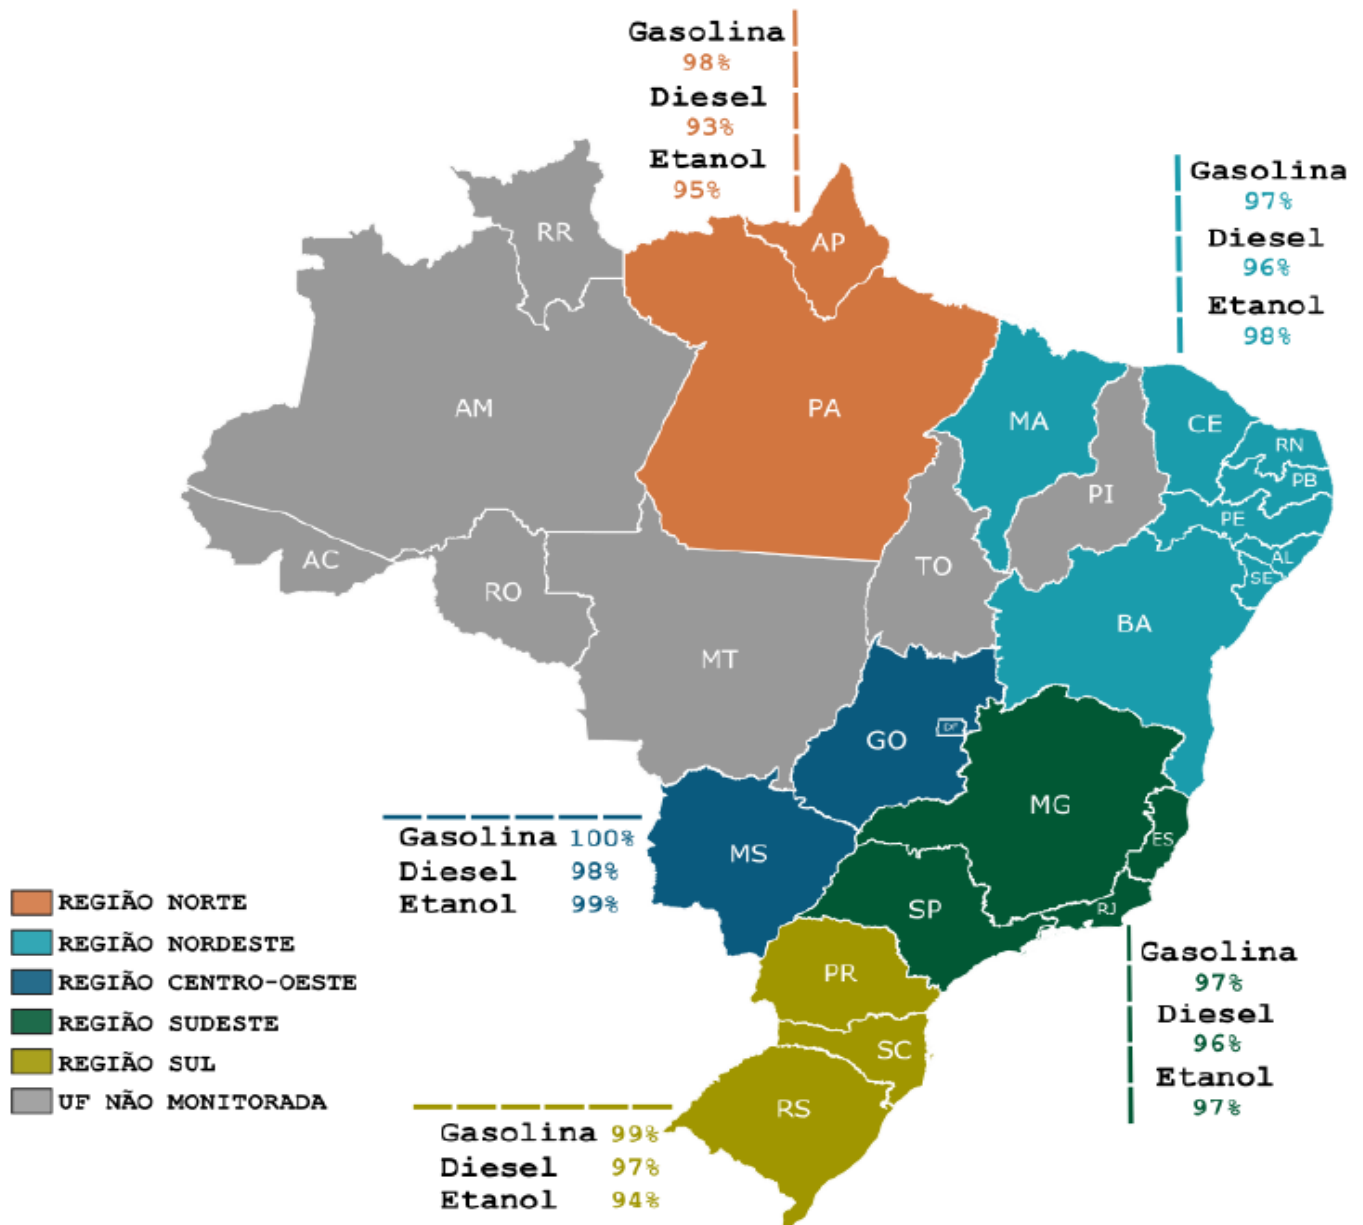 Gasolina
98%
Diesel
93%
Etanol
95%
Gasolina
97%
Diesel
96%
Etanol
98%
RR
AP
AM
PA
MA
CE
RN
PB
PI
PE
AL
SE
AC
RO
TO
BA
MT
GO
DF
MG
ES
MS
SP
RJ
PR
SC
RS
Gasolina 100%
Diesel 98%
Etanol 99%
REGIÃO NORTE
REGIÃO NORDESTE
REGIÃO CENTRO-OESTE
REGIÃO SUDESTE
REGIÃO SUL
UF NÃO MONITORADA
Gasolina
97%
Diesel
96%
Etanol
97%
Gasolina 99%
Diesel 97%
Etanol 94%